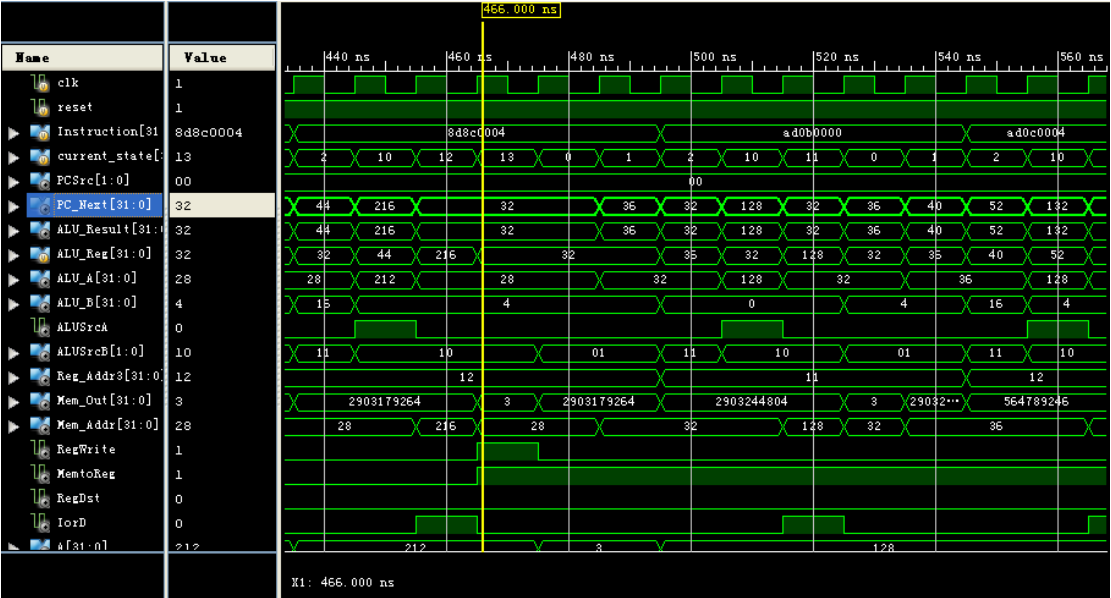 466.000 ns
Name Value 440 ns 460 ns 480 ns 500 ns 520 ns 540 ns 560 ns
clk 1
reset 1
Instruction[31 8d8c0004 8d8c0004 ad0b0000 ad0c0004
current_state[ 13 2 10 12 13 0 1 2 10 11 0 1 2 10
PCSrc[1:0] 00 00
PC_Next[31:0] 32 44 216 32 36 32 128 32 36 40 52 132
ALU_Result[31: 32 44 216 32 36 32 128 32 36 40 52 132
ALU_Reg[31:0] 32 32 44 216 32 36 32 128 32 36 40 52
ALU_A[31:0] 28 28 212 28 32 128 32 36 128
ALU_B[31:0] 4 16 4 0 4 16 4
ALUSrcA 0
ALUSrcB[1:0] 10 11 10 01 11 10 01 11 10
Reg_Addr3[31:0] 12 12 11 12
Mem_Out[31:0] 3 2903179264 3 2903179264 2903244804 3 29032… 564789246
Mem_Addr[31:0] 28 28 216 28 32 128 32 36
RegWrite 1
MemtoReg 1
RegDst 0
IorD 0
A[31:0] 212 212 3 128
X1: 466.000 ns